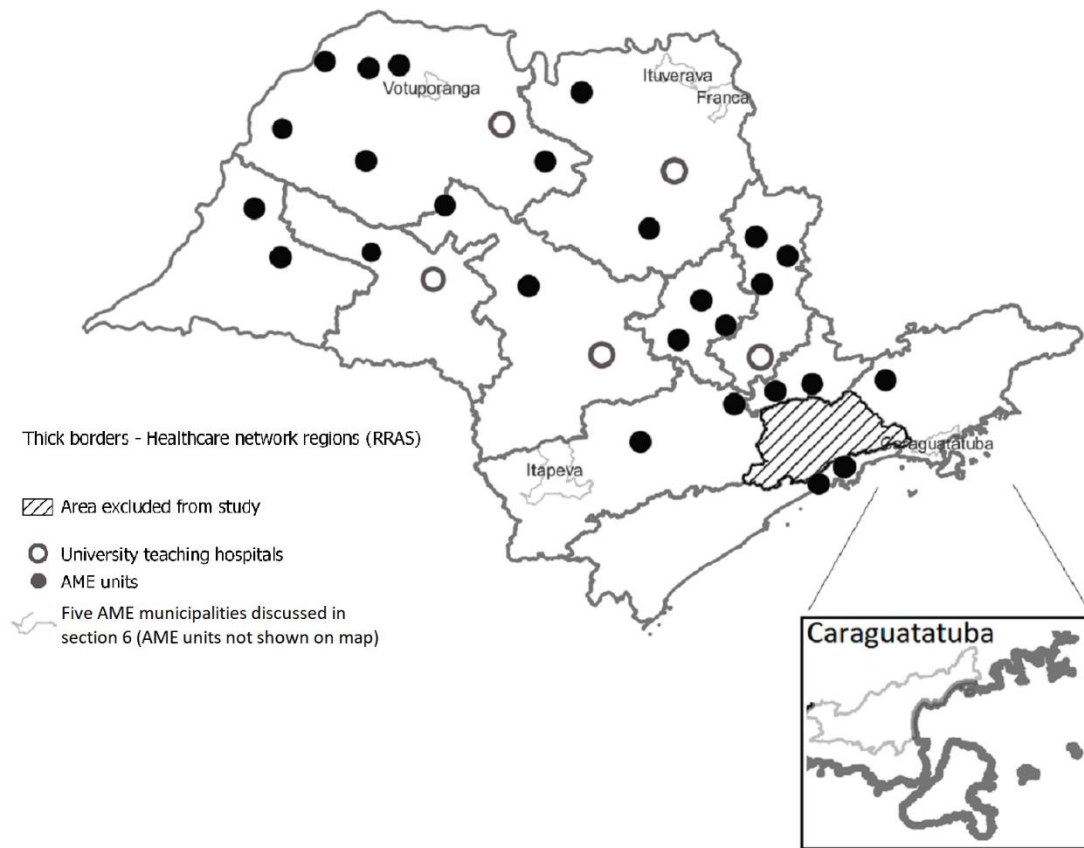 Ituverava
Votuporanga
Franca
Thick borders - Healthcare network regions (RRAS)
Caraguatatuba
Itapeva
Area excluded from study
University teaching hospitals
AME units
Five AME municipalities discussed in
section 6 (AME units not shown on map)
Caraguatatuba